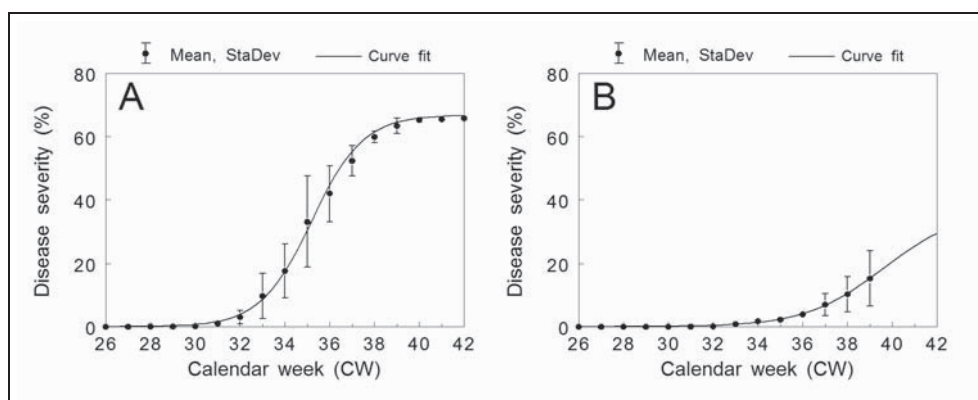 Mean, StaDev Curve fit
A
80
60
40
20
0
26 28 30 32 34 36 38 40 42
Disease severity (%)
Calendar week (CW)
Mean, StaDev Curve fit
B
80
60
40
20
0
26 28 30 32 34 36 38 40 42
Disease severity (%)
Calendar week (CW)